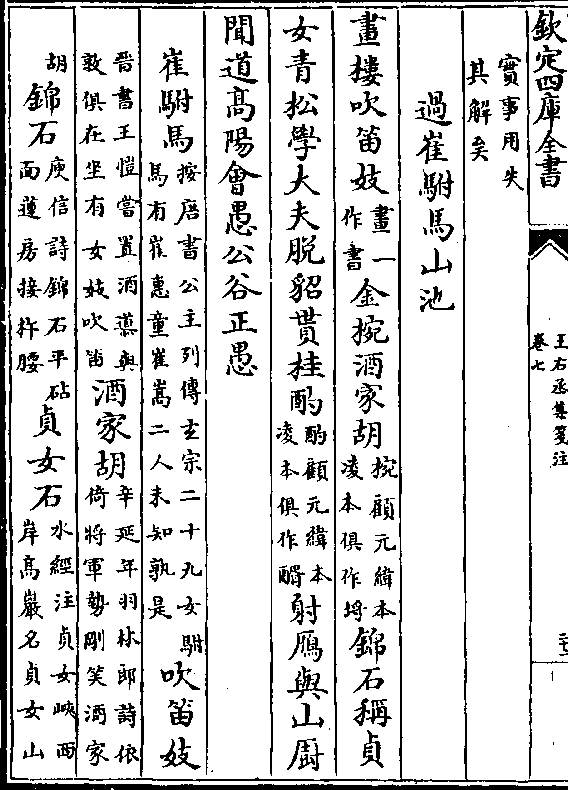 欽定四庫全書
王右丞集箋注
卷七
實事用失
其解矣
過崔駙馬山池
畫樓吹笛妓畫一作書金捥酒家胡捥顧元緯本凌本俱作埒錦石稱貞
女青松學大夫脫貂貰桂酌酌顧元緯本凌本俱作醑射鴈與山厨
聞道髙陽會愚公谷正愚
崔駙馬按唐書公主列傳玄宗二十九女駙馬有崔惠童崔嵩二人未知孰是吹笛妓
晉書王愷嘗置酒導與敦俱在坐有女妓吹笛酒家胡辛延年羽林郎詩依倚將軍勢剛笑酒家
胡錦石庾信詩錦石平砧面蓮房接杵腰貞女石水經注貞女峽西岸髙巖名貞女山